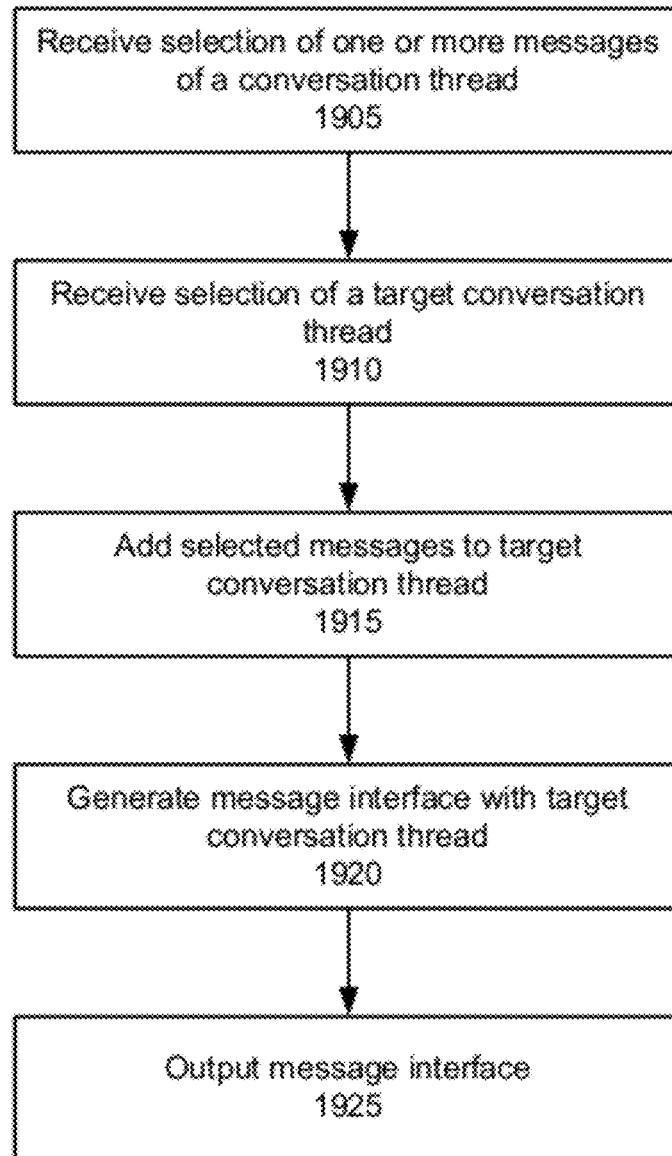 Receive selection of one or more messages
of a conversation thread
1905
Receive selection of a target conversation
thread
1910
Add selected messages to target
conversation thread
1915
Generate message interface with target
conversation thread
1920
Output message interface
1925